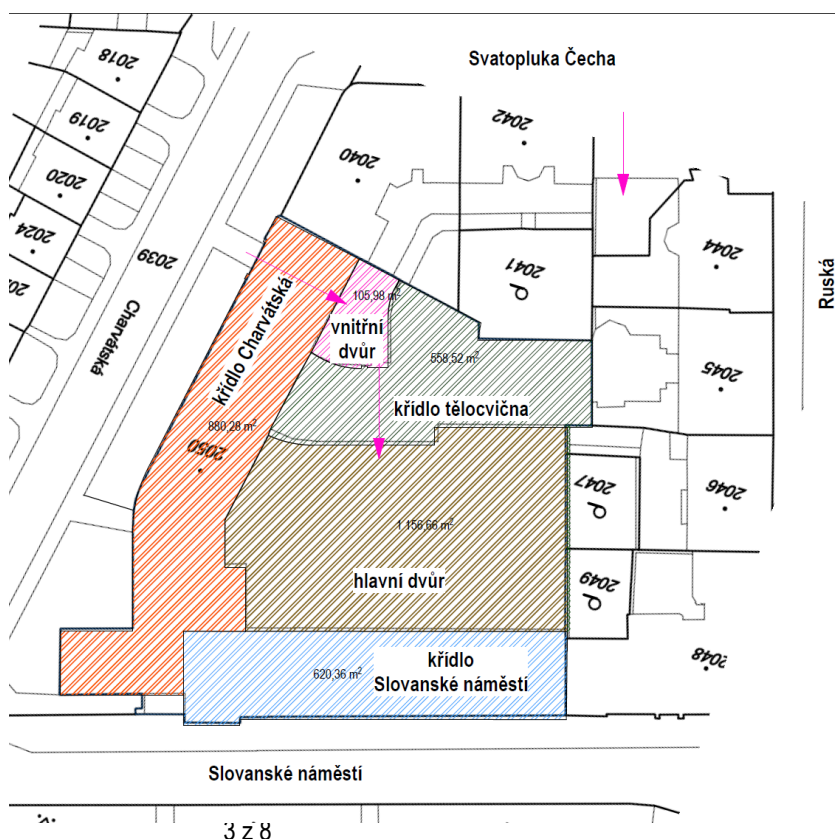 Svatopluka Čecha
2018
2042
2019
2040
2020
2024
2039
2041
2044
Ruská
Charvátská
křídlo Charvátská
105,98 m²
vnitřní
dvůr
558,52 m²
2045
křídlo tělocvična
880,28 m²
2050
2047
2046
1 156,66 m²
hlavní dvůr
2049
křídlo
Slovanské náměstí
620,36 m²
2048
Slovanské náměstí
3 z 8